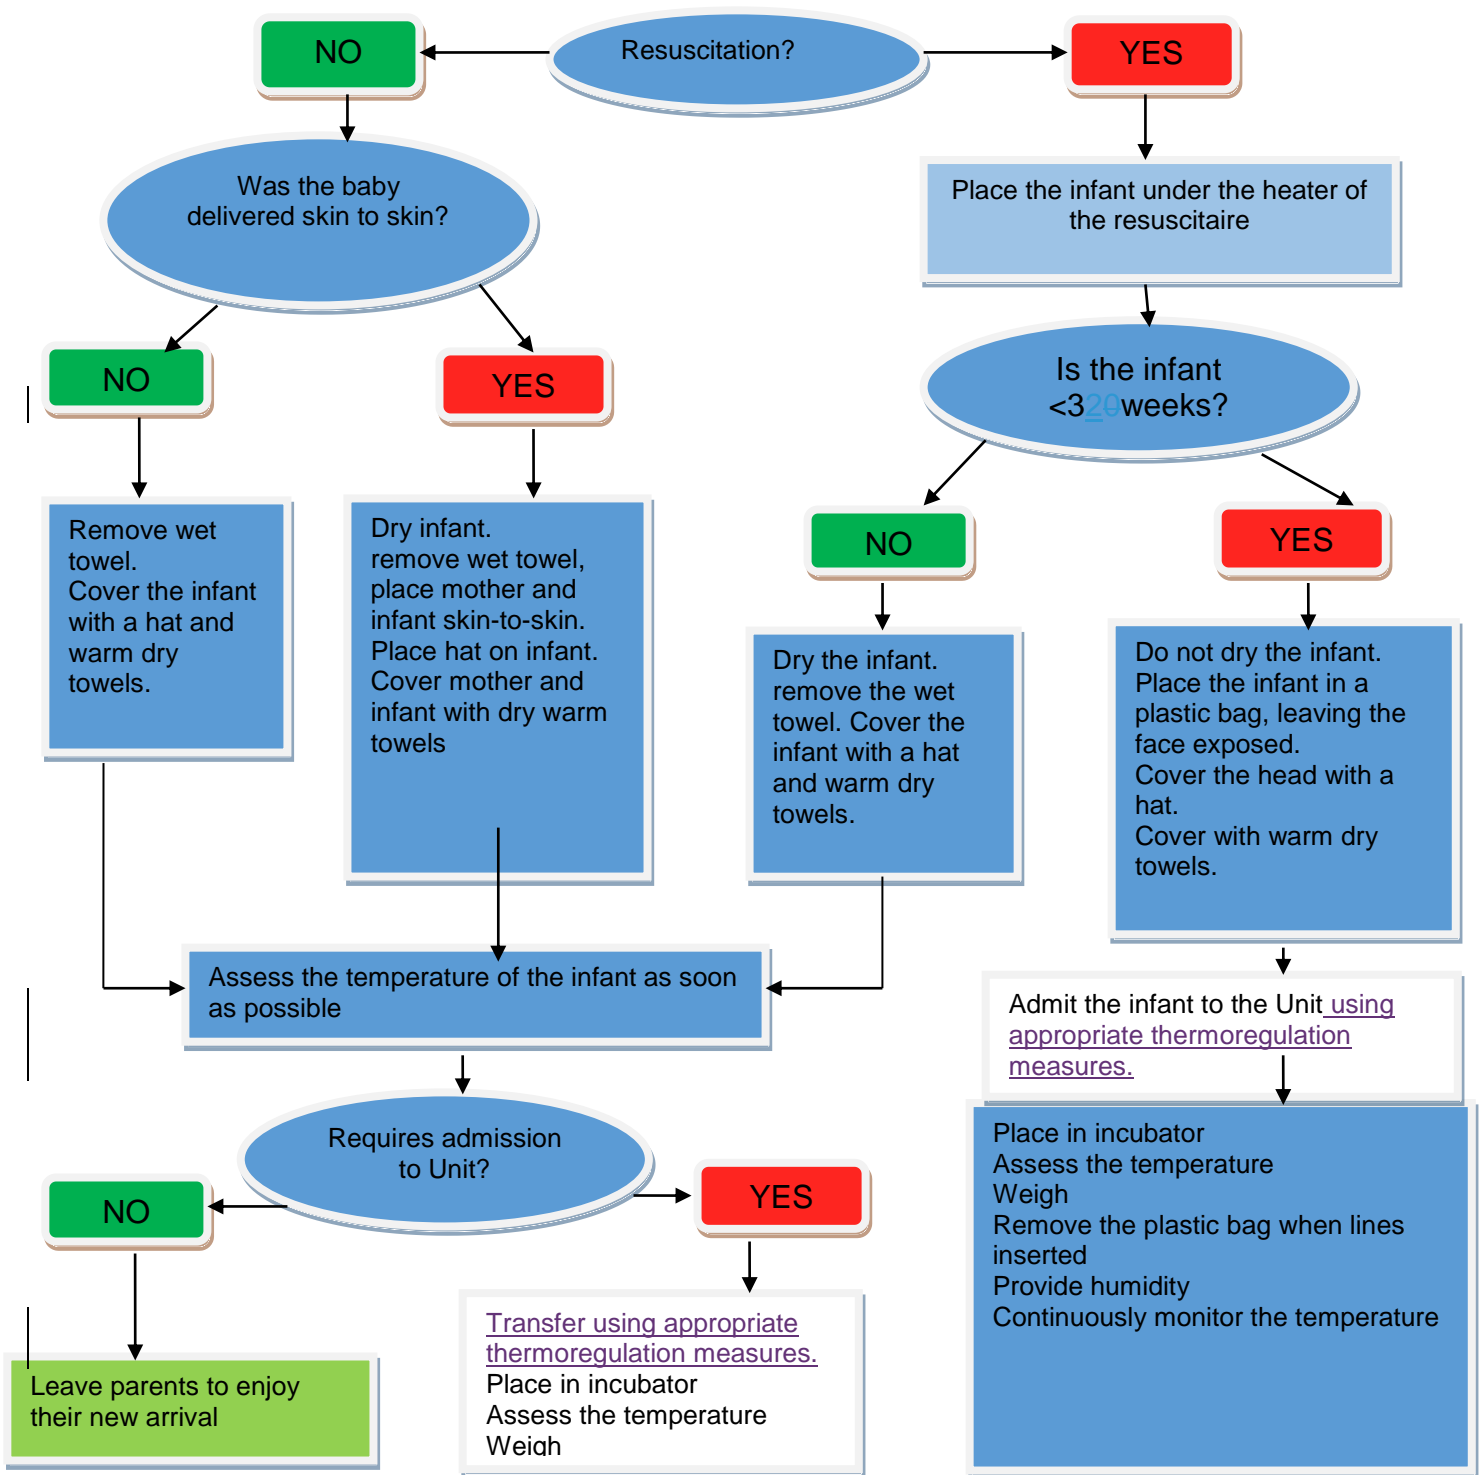 Resuscitation?
NO
YES
Was the baby
delivered skin to skin?
Place the infant under the heater of
the resuscitaire
NO
YES
Is the infant
<320weeks?
NO
YES
Remove wet
towel.
Cover the infant
with a hat and
warm dry
towels.
Dry infant.
remove wet towel,
place mother and
infant skin-to-skin.
Place hat on infant.
Cover mother and
infant with dry warm
towels
Dry the infant.
remove the wet
towel. Cover the
infant with a hat
and warm dry
towels.
Do not dry the infant.
Place the infant in a
plastic bag, leaving the
face exposed.
Cover the head with a
hat.
Cover with warm dry
towels.
Assess the temperature of the infant as soon
as possible
Admit the infant to the Unit using
appropriate thermoregulation
measures.
Requires admission
to Unit?
NO
YES
Place in incubator
Assess the temperature
Weigh
Remove the plastic bag when lines
inserted
Provide humidity
Continuously monitor the temperature
Leave parents to enjoy
their new arrival
Transfer using appropriate
thermoregulation measures.
Place in incubator
Assess the temperature
Weigh